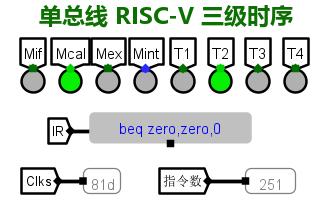 单总线 RISC-V 三级时序
Mif Mcal Mex Mint T1 T2 T3 T4
IR beq zero,zero,0
Clks 81d 指令数 251